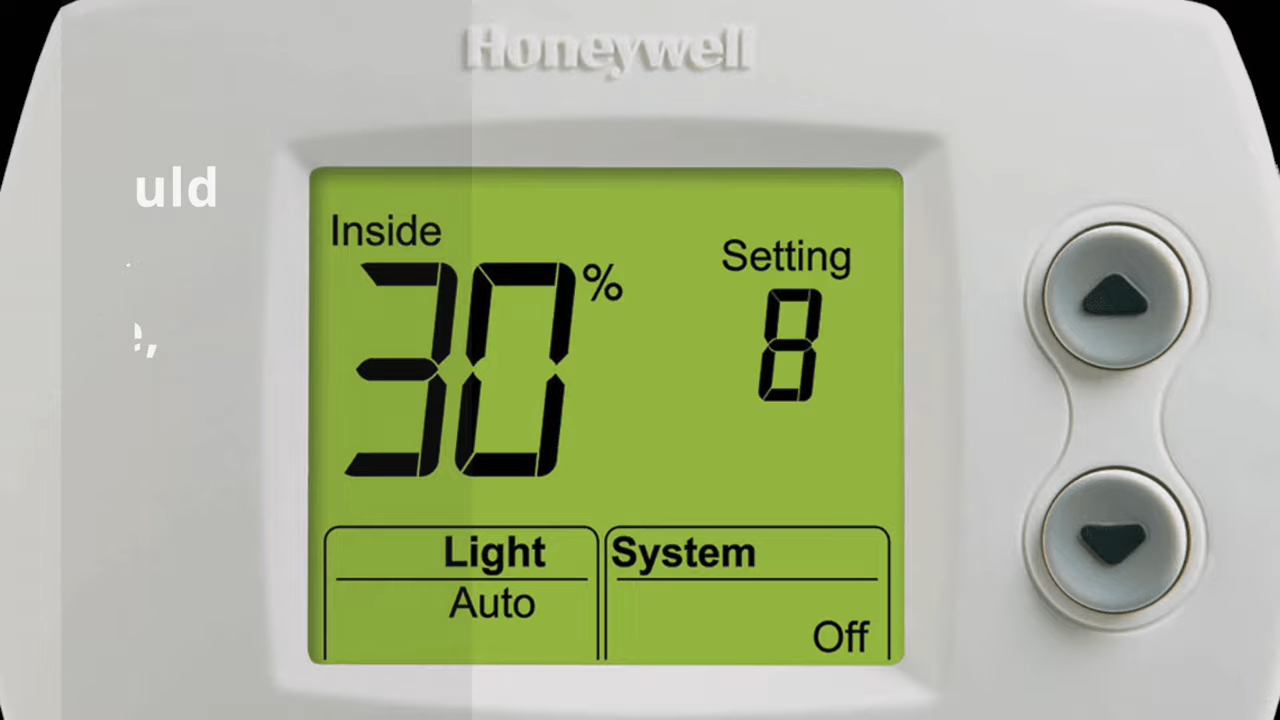 Honeywell
uld
Inside
30%
Setting
8
Light
System
Auto
Off